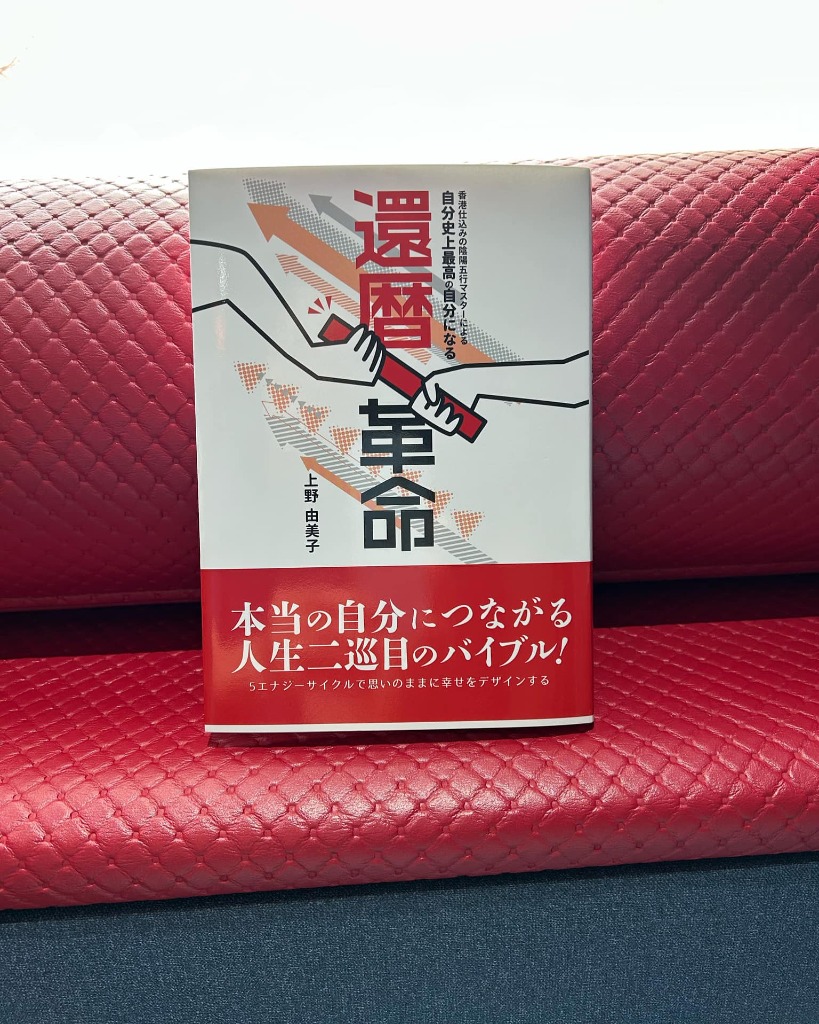 香港仕込みの陰陽五行マスターによる
自分史上最高の自分になる
還暦
革命
上野 由美子
本当の自分につながる
人生二巡目のバイブル!
5エナジーサイクルで思いのままに幸せをデザインする